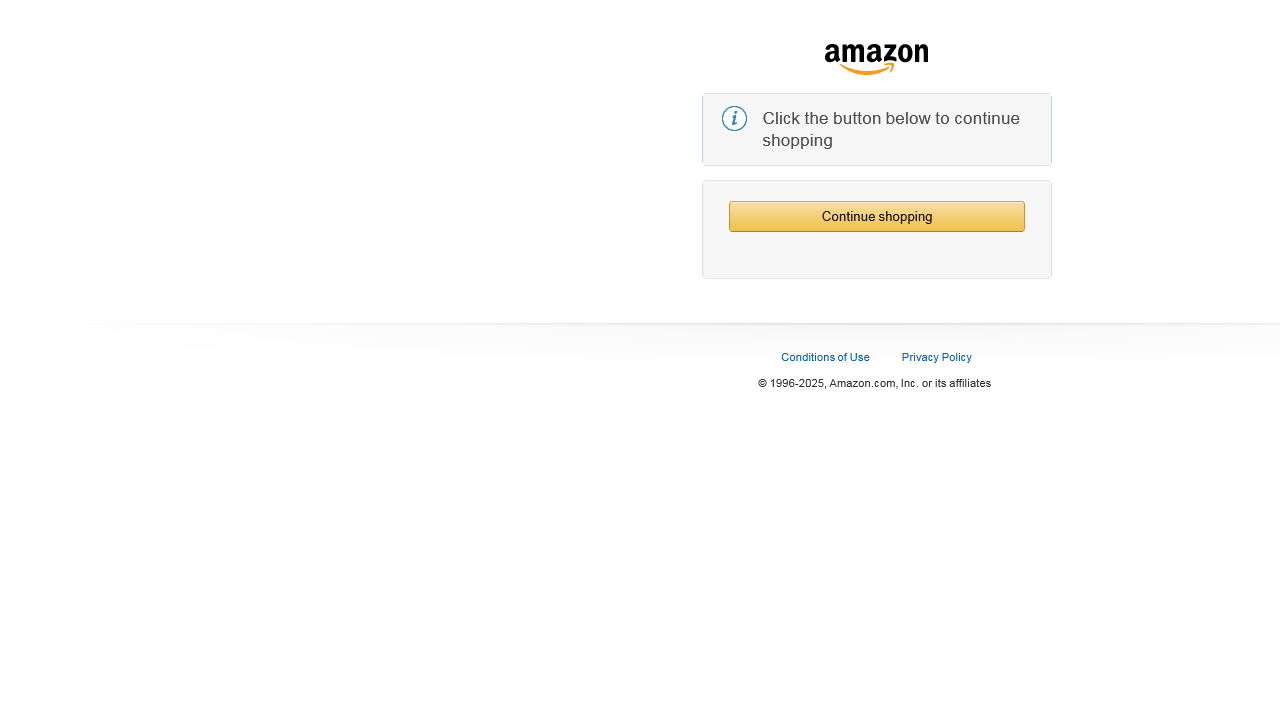 amazon
Click the button below to continue
shopping
Continue shopping
Conditions of Use Privacy Policy
© 1996-2025, Amazon.com, Inc. or its affiliates